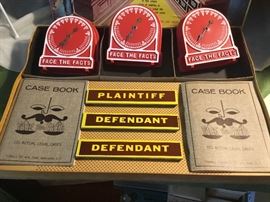 FACE THE FACTS
FACE THE FACTS
FACE THE FACTS
PLAINTIFF
DEFENDANT
DEFENDANT
CASE BOOK
CASE BOOK